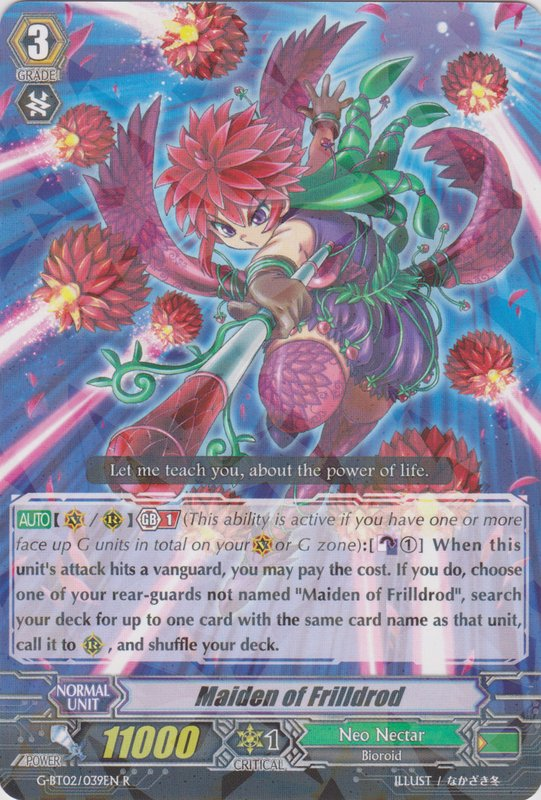 3
GRADE
Let me teach you, about the power of life.
AUTO【 / 】GB 1 (This ability is active if you have one or more
face up G units in total on your or G zone):[ ①] When this
unit's attack hits a vanguard, you may pay the cost. If you do, choose
one of your rear-guards not named "Maiden of Frilldrod", search
your deck for up to one card with the same card name as that unit,
call it to , and shuffle your deck.
NORMAL
UNIT
Maiden of Frilldrod
POWER
11000
1
CRITICAL
Neo Nectar
Bioroid
G-BT02/039EN R
ILLUST / なかざき冬